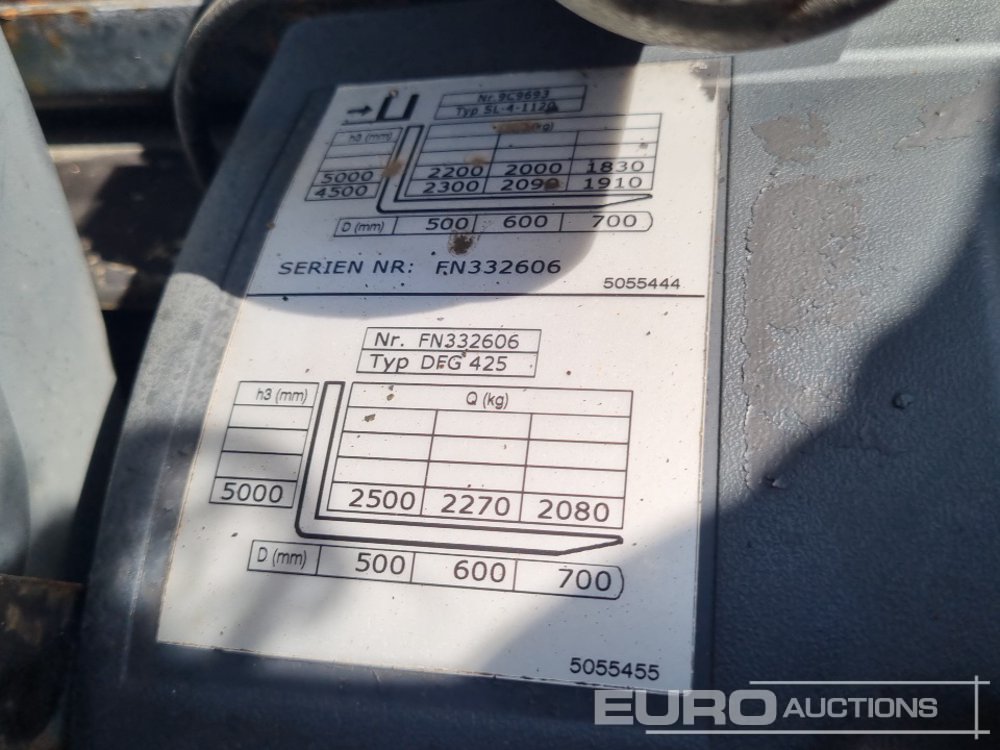 Nr. 9C9693
Typ SL-4-1120
h3 (mm)
(kg)
5000 2200 2000 1830
4500 2300 2090 1910
D (mm) 500 600 700
SERIEN NR: FN332606
5055444
Nr. FN332606
Typ DFG 425
h3 (mm) Q (kg)
5000 2500 2270 2080
D (mm) 500 600 700
5055455
EURO AUCTIONS